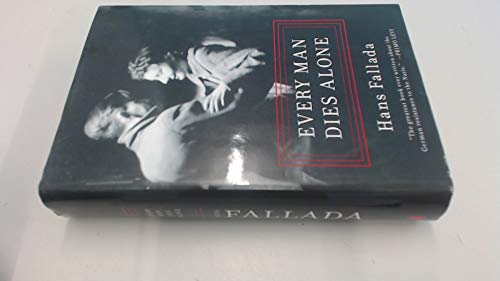 EVERY MAN
DIES ALONE
Hans Fallada
"The greatest book ever written about the
German resistance to the Nazis." —PRIMO LEVI
FALLADA